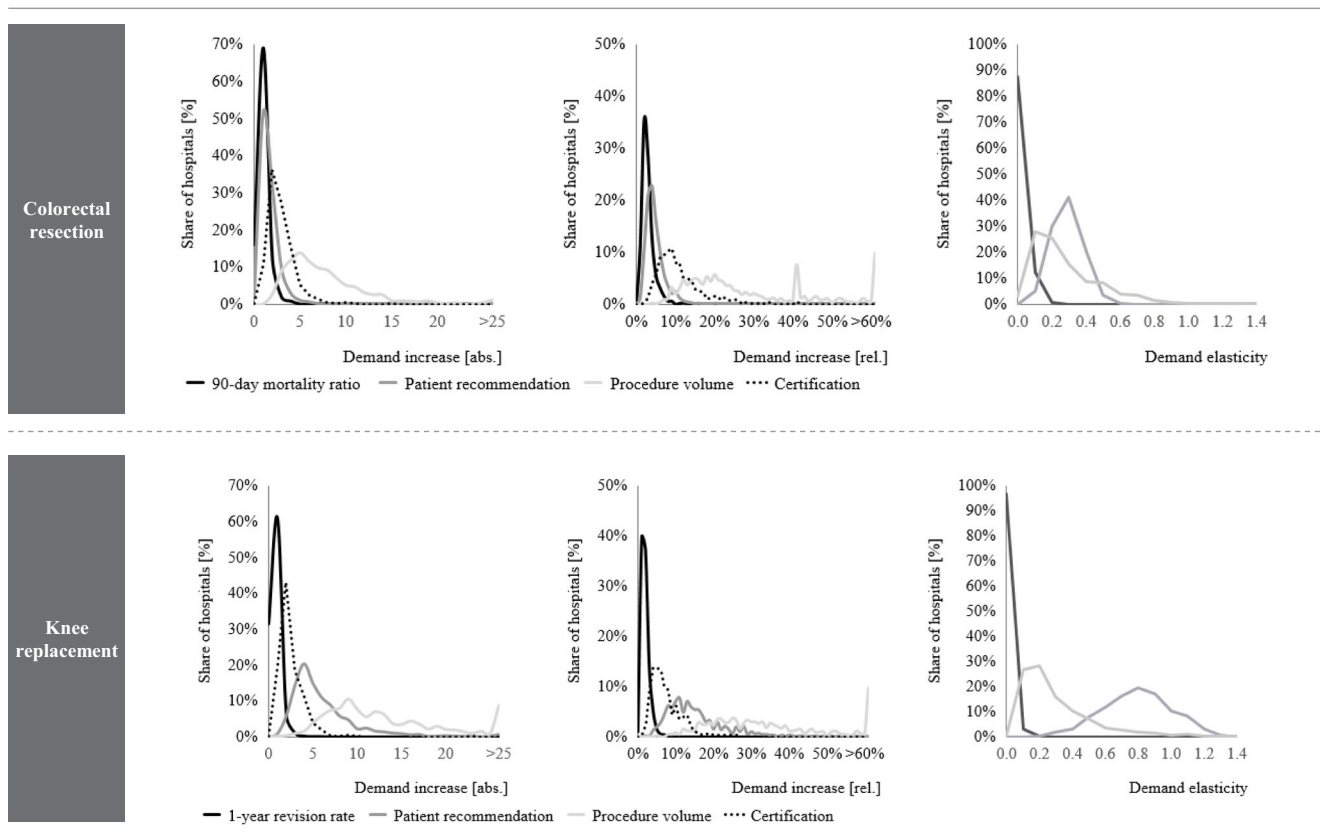 Colorectal
resection
Share of hospitals [%]
70%
60%
50%
40%
30%
20%
10%
0%
0 5 10 15 20 >25
Demand increase [abs.]
Share of hospitals [%]
50%
40%
30%
20%
10%
0%
0% 10% 20% 30% 40% 50% >60%
Demand increase [rel.]
Share of hospitals [%]
100%
90%
80%
70%
60%
50%
40%
30%
20%
10%
0%
0.0 0.2 0.4 0.6 0.8 1.0 1.2 1.4
Demand elasticity
90-day mortality ratio Patient recommendation Procedure volume Certification
Knee
replacement
Share of hospitals [%]
70%
60%
50%
40%
30%
20%
10%
0%
0 5 10 15 20 >25
Demand increase [abs.]
Share of hospitals [%]
50%
40%
30%
20%
10%
0%
0% 10% 20% 30% 40% 50% >60%
Demand increase [rel.]
Share of hospitals [%]
100%
90%
80%
70%
60%
50%
40%
30%
20%
10%
0%
0.0 0.2 0.4 0.6 0.8 1.0 1.2 1.4
Demand elasticity
1-year revision rate Patient recommendation Procedure volume Certification